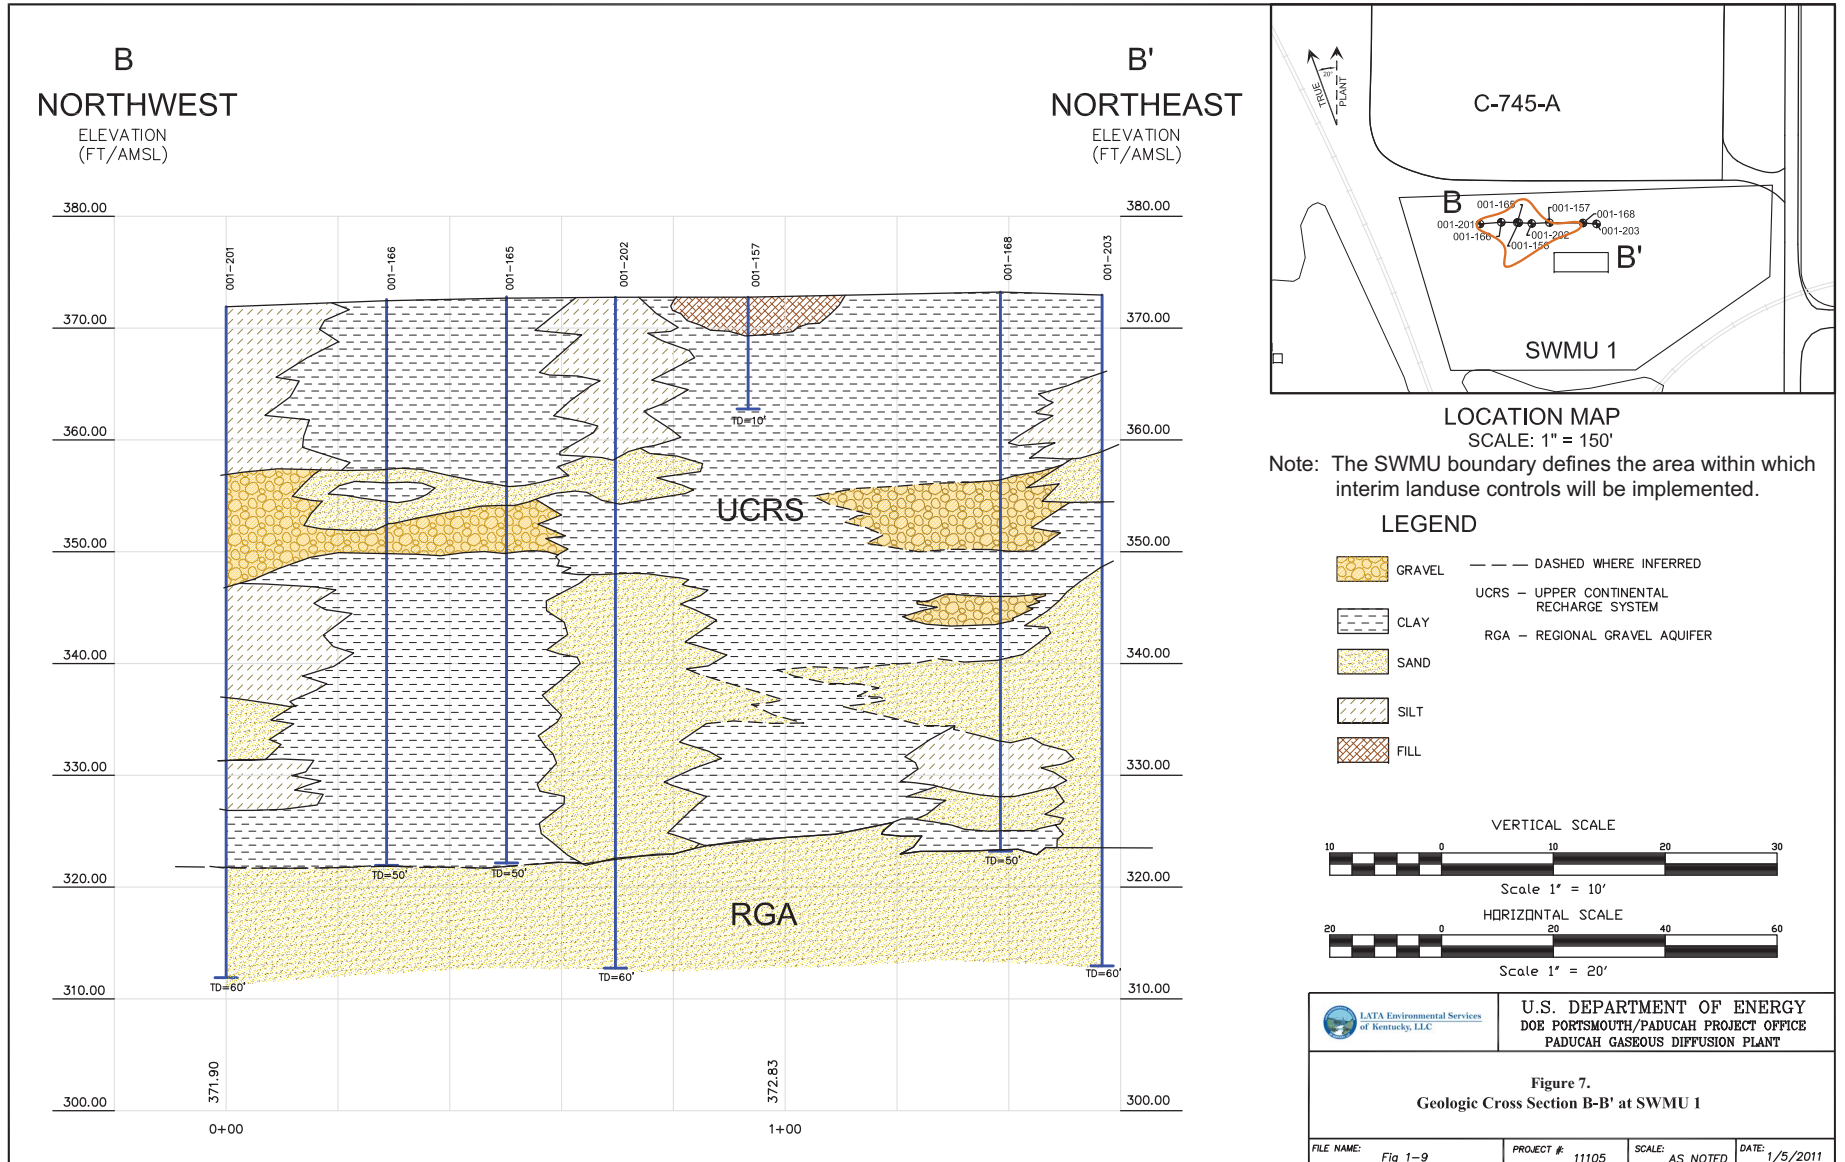 B
NORTHWEST
ELEVATION
(FT/AMSL)
B'
NORTHEAST
ELEVATION
(FT/AMSL)
380.00
370.00
360.00
350.00
340.00
330.00
320.00
310.00
300.00
380.00
370.00
360.00
350.00
340.00
330.00
320.00
310.00
300.00
001-201
001-166
001-165
001-202
001-157
001-168
001-203
TD=10'
UCRS
TD=50'
TD=50'
TD=50'
RGA
TD=60'
TD=60'
TD=60'
371.90
372.83
0+00
1+00
TRUE
20°
PLANT
C-745-A
B
001-165
001-157
001-168
001-201
001-203
001-166
001-202
001-156
B'
SWMU 1
LOCATION MAP
SCALE: 1" = 150'
Note: The SWMU boundary defines the area within which
interim landuse controls will be implemented.
LEGEND
GRAVEL
DASHED WHERE INFERRED
UCRS – UPPER CONTINENTAL
RECHARGE SYSTEM
CLAY
RGA – REGIONAL GRAVEL AQUIFER
SAND
SILT
FILL
VERTICAL SCALE
10 0 10 20 30
Scale 1" = 10'
HORIZONTAL SCALE
20 0 20 40 60
Scale 1" = 20'
LATA Environmental Services
of Kentucky, LLC
U.S. DEPARTMENT OF ENERGY
DOE PORTSMOUTH/PADUCAH PROJECT OFFICE
PADUCAH GASEOUS DIFFUSION PLANT
Figure 7.
Geologic Cross Section B-B' at SWMU 1
FILE NAME: Fig 1-9
PROJECT #: 11105
SCALE: AS NOTED
DATE: 1/5/2011